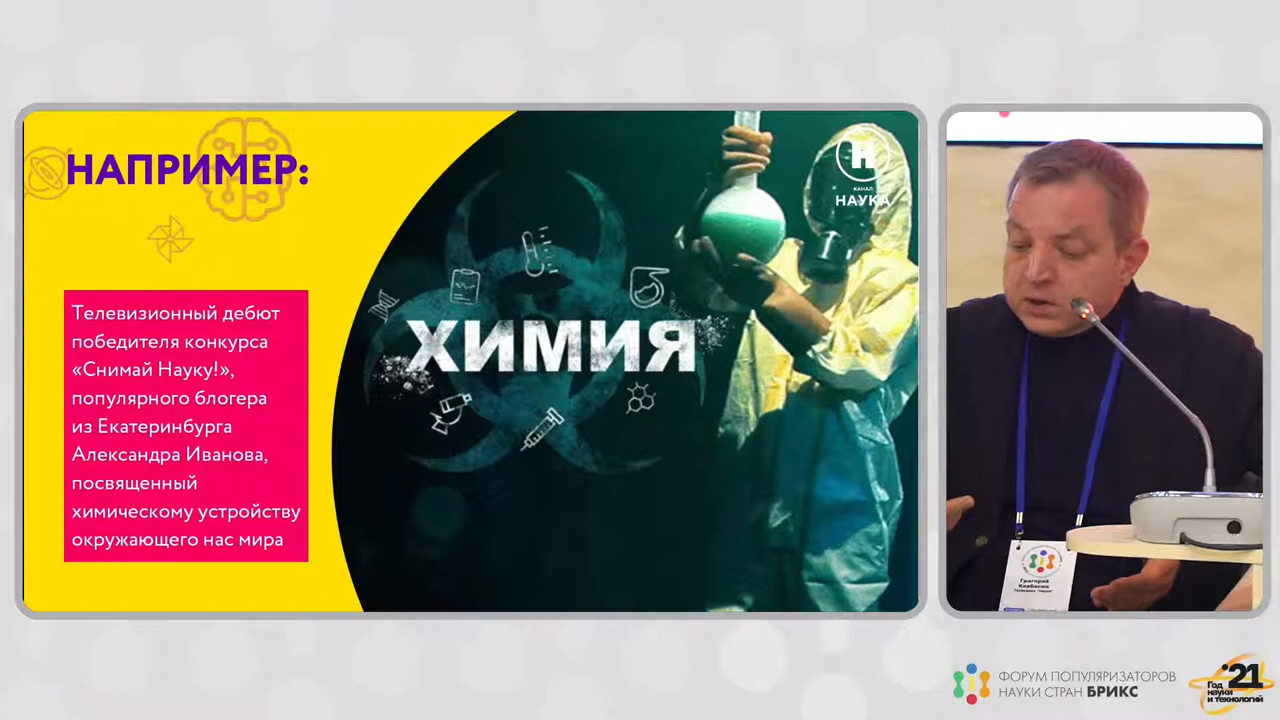 НАПРИМЕР:
Телевизионный дебют
победителя конкурса
«Снимай Науку!»,
популярного блогера
из Екатеринбурга
Александра Иванова,
посвященный
химическому устройству
окружающего нас мира
Н
КАНАЛ
НАУКА
ХИМИЯ
Григорий
ФОРУМ ПОПУЛЯРИЗАТОРОВ
НАУКИ СТРАН БРИКС
'21
Год
науки
и технологий